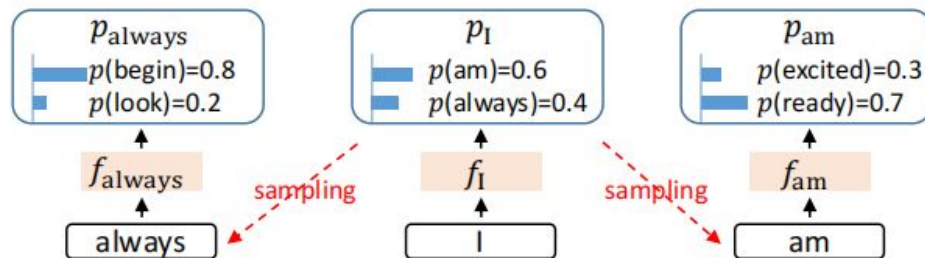 p_always
p(begin)=0.8
p(look)=0.2
f_always
always
p_I
p(am)=0.6
p(always)=0.4
sampling
f_I
sampling
I
p_am
p(excited)=0.3
p(ready)=0.7
f_am
am